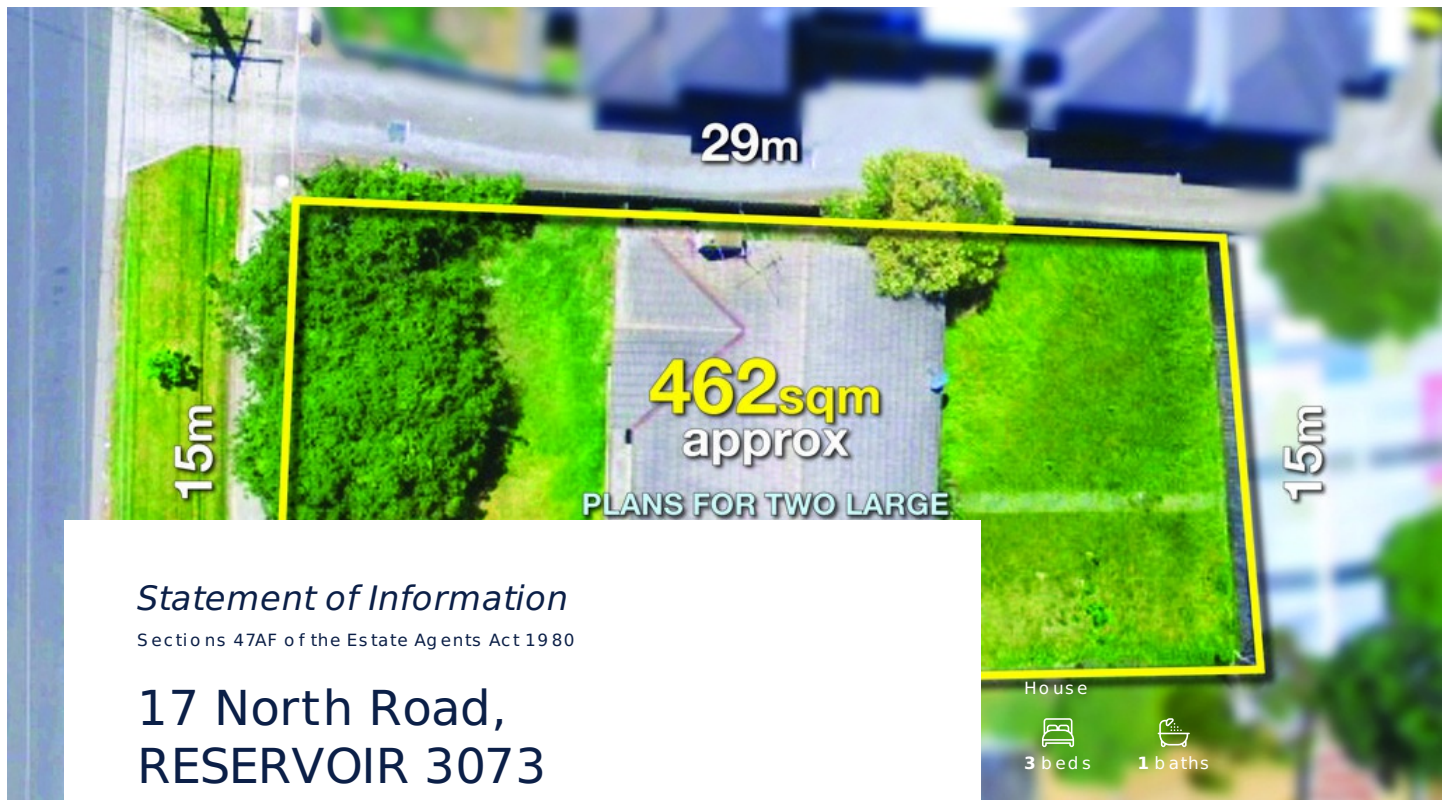 29m
462sqm
approx
15m
15m
PLANS FOR TWO LARGE
Statement of Information
Sections 47AF of the Estate Agents Act 1980
17 North Road,
RESERVOIR 3073
House
3 beds 1 baths